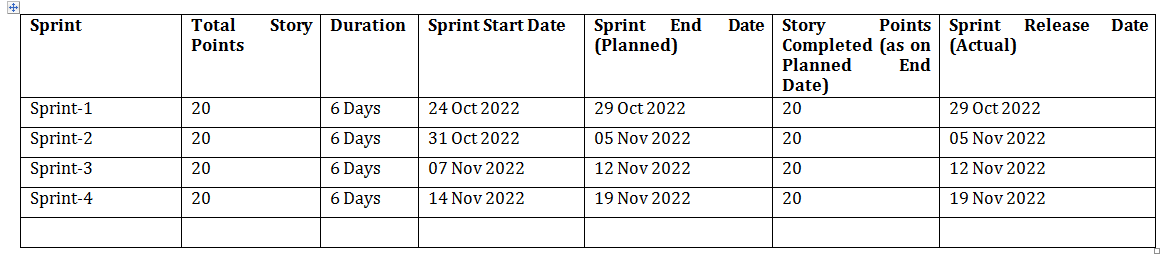 Sprint Total Story Points Duration Sprint Start Date Sprint End Date (Planned) Story Points Completed (as on Planned End Date) Sprint Release Date (Actual)
Sprint-1 20 6 Days 24 Oct 2022 29 Oct 2022 20 29 Oct 2022
Sprint-2 20 6 Days 31 Oct 2022 05 Nov 2022 20 05 Nov 2022
Sprint-3 20 6 Days 07 Nov 2022 12 Nov 2022 20 12 Nov 2022
Sprint-4 20 6 Days 14 Nov 2022 19 Nov 2022 20 19 Nov 2022